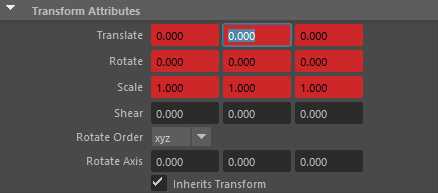 Transform Attributes
Translate 0.000 0.000 0.000
Rotate 0.000 0.000 0.000
Scale 1.000 1.000 1.000
Shear 0.000 0.000 0.000
Rotate Order xyz
Rotate Axis 0.000 0.000 0.000
Inherits Transform